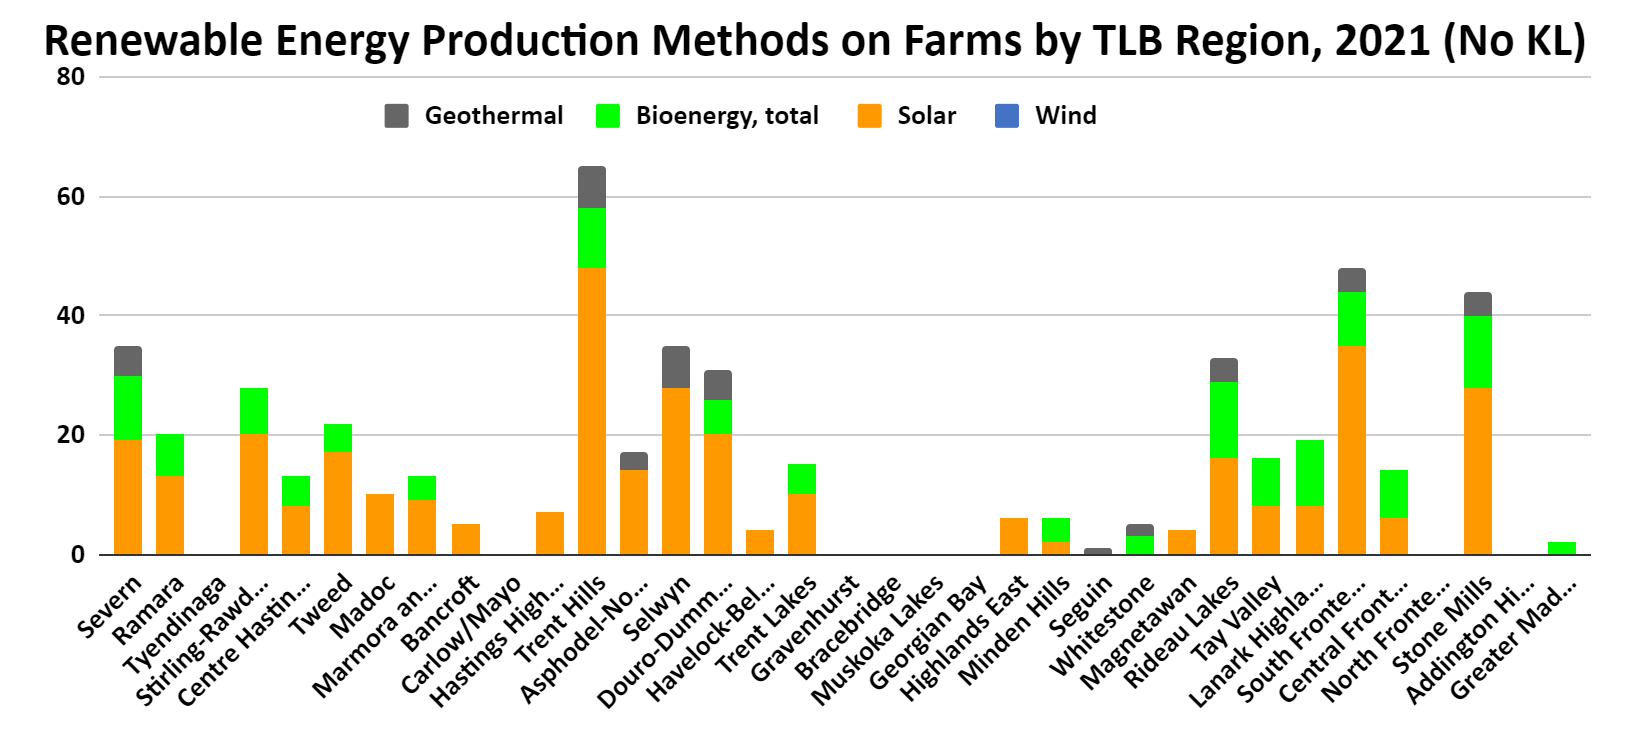 Renewable Energy Production Methods on Farms by TLB Region, 2021 (No KL)
80
Geothermal Bioenergy, total Solar Wind
60
40
20
0
Severn
Ramara
Tyendinaga
Stirling-Rawd...
Centre Hastin...
Tweed
Madoc
Marmora an...
Bancroft
Carlow/Mayo
Hastings High...
Trent Hills
Asphodel-No...
Selwyn
Douro-Dumm...
Havelock-Bel...
Trent Lakes
Gravenhurst
Bracebridge
Muskoka Lakes
Georgian Bay
Highlands East
Minden Hills
Seguin
Whitestone
Magnetawan
Rideau Lakes
Tay Valley
Lanark Highla...
South Fronte...
Central Front...
North Fronte...
Stone Mills
Addington Hi...
Greater Mad...